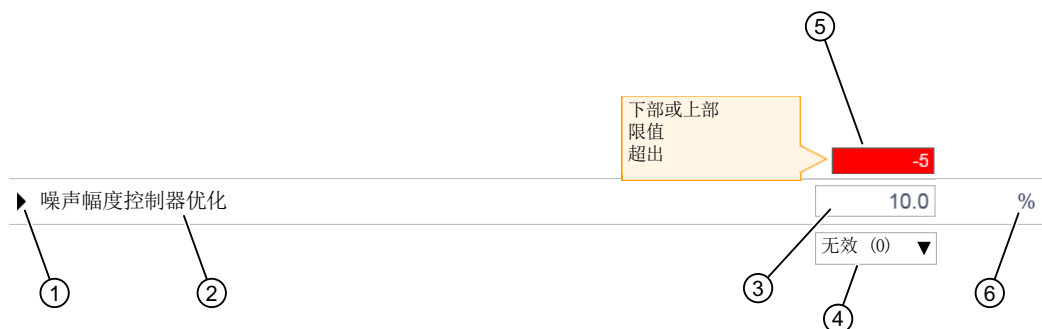 ⑤
下部或上部
限值
超出
-5
噪声幅度控制器优化
10.0
%
无效 (0)
①
②
③
④
⑥